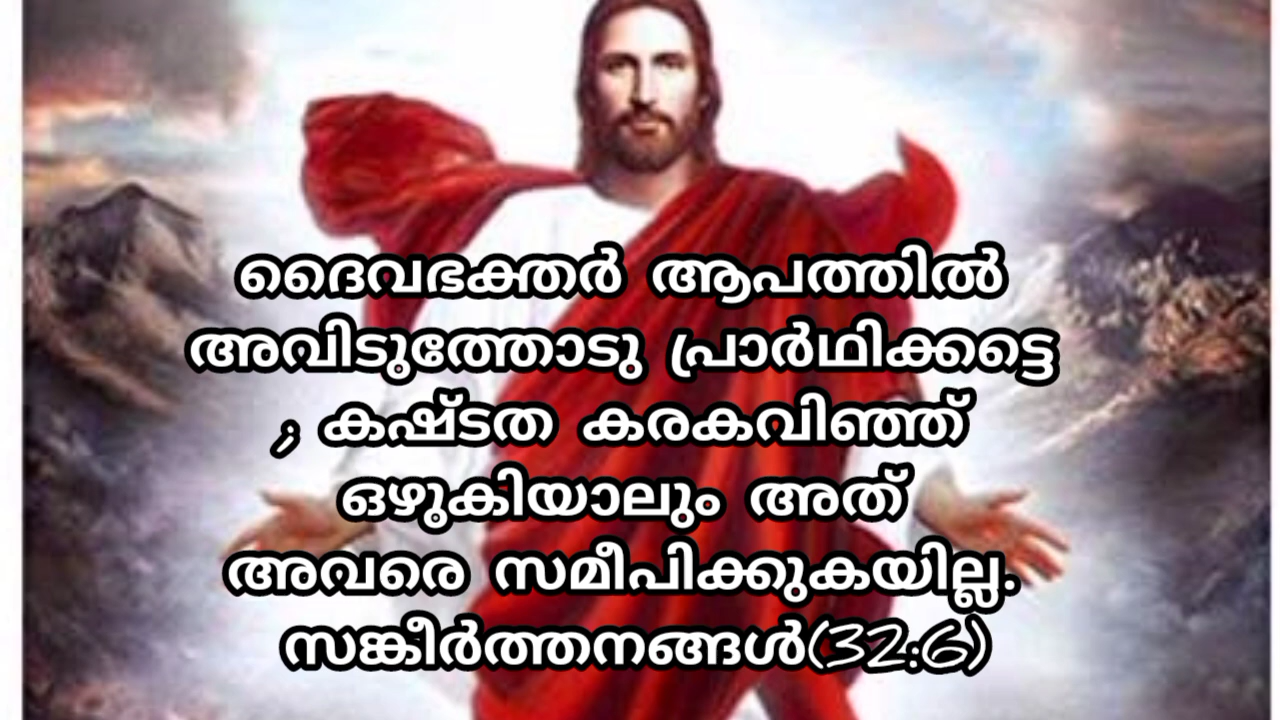 ദൈവഭക്തർ ആപത്തിൽ
അവിടുത്തോടു പ്രാർഥിക്കട്ടെ
; കഷ്ടത കരകവിഞ്ഞ്
ഒഴുകിയാലും അത്
അവരെ സമീപിക്കുകയില്ല.
സങ്കീർത്തനങ്ങൾ(32:6)